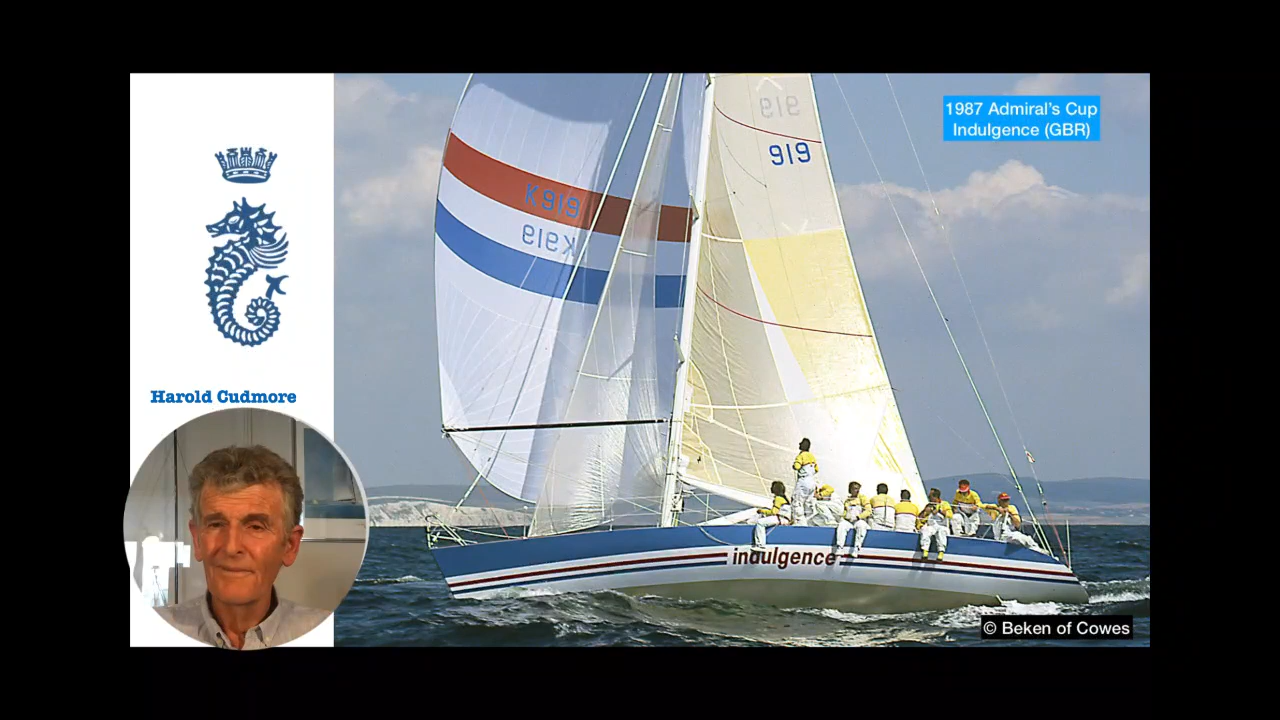 1987 Admiral's Cup
Indulgence (GBR)
919
919
K919
K919
Harold Cudmore
indulgence
© Beken of Cowes